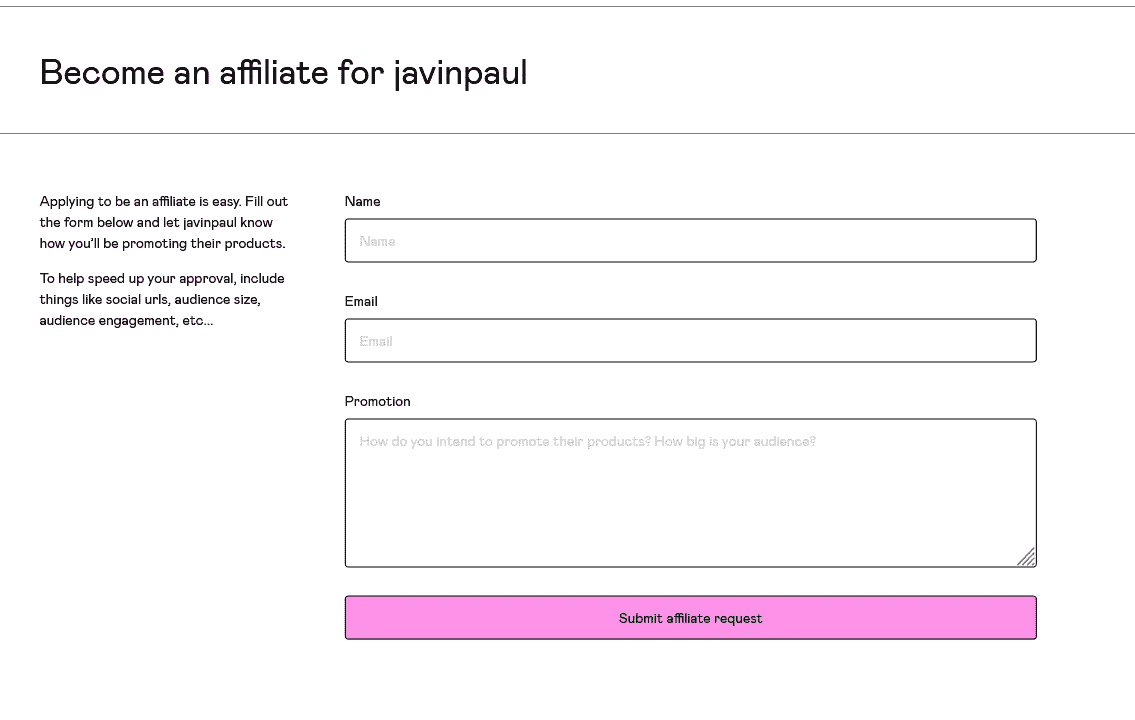 Become an affiliate for javinpaul
Applying to be an affiliate is easy. Fill out
the form below and let javinpaul know
how you'll be promoting their products.
To help speed up your approval, include
things like social urls, audience size,
audience engagement, etc...
Name
Name
Email
Email
Promotion
How do you intend to promote their products? How big is your audience?
Submit affiliate request